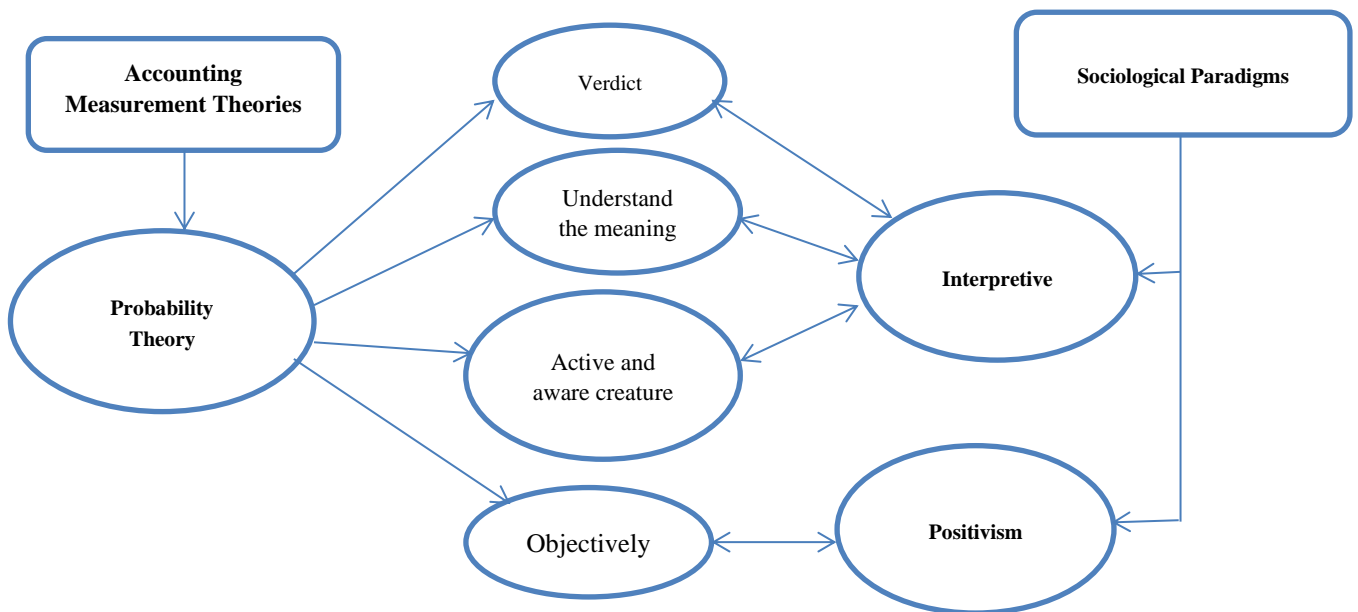 Accounting
Measurement Theories
Verdict
Sociological Paradigms
Understand
the meaning
Interpretive
Probability
Theory
Active and
aware creature
Objectively
Positivism